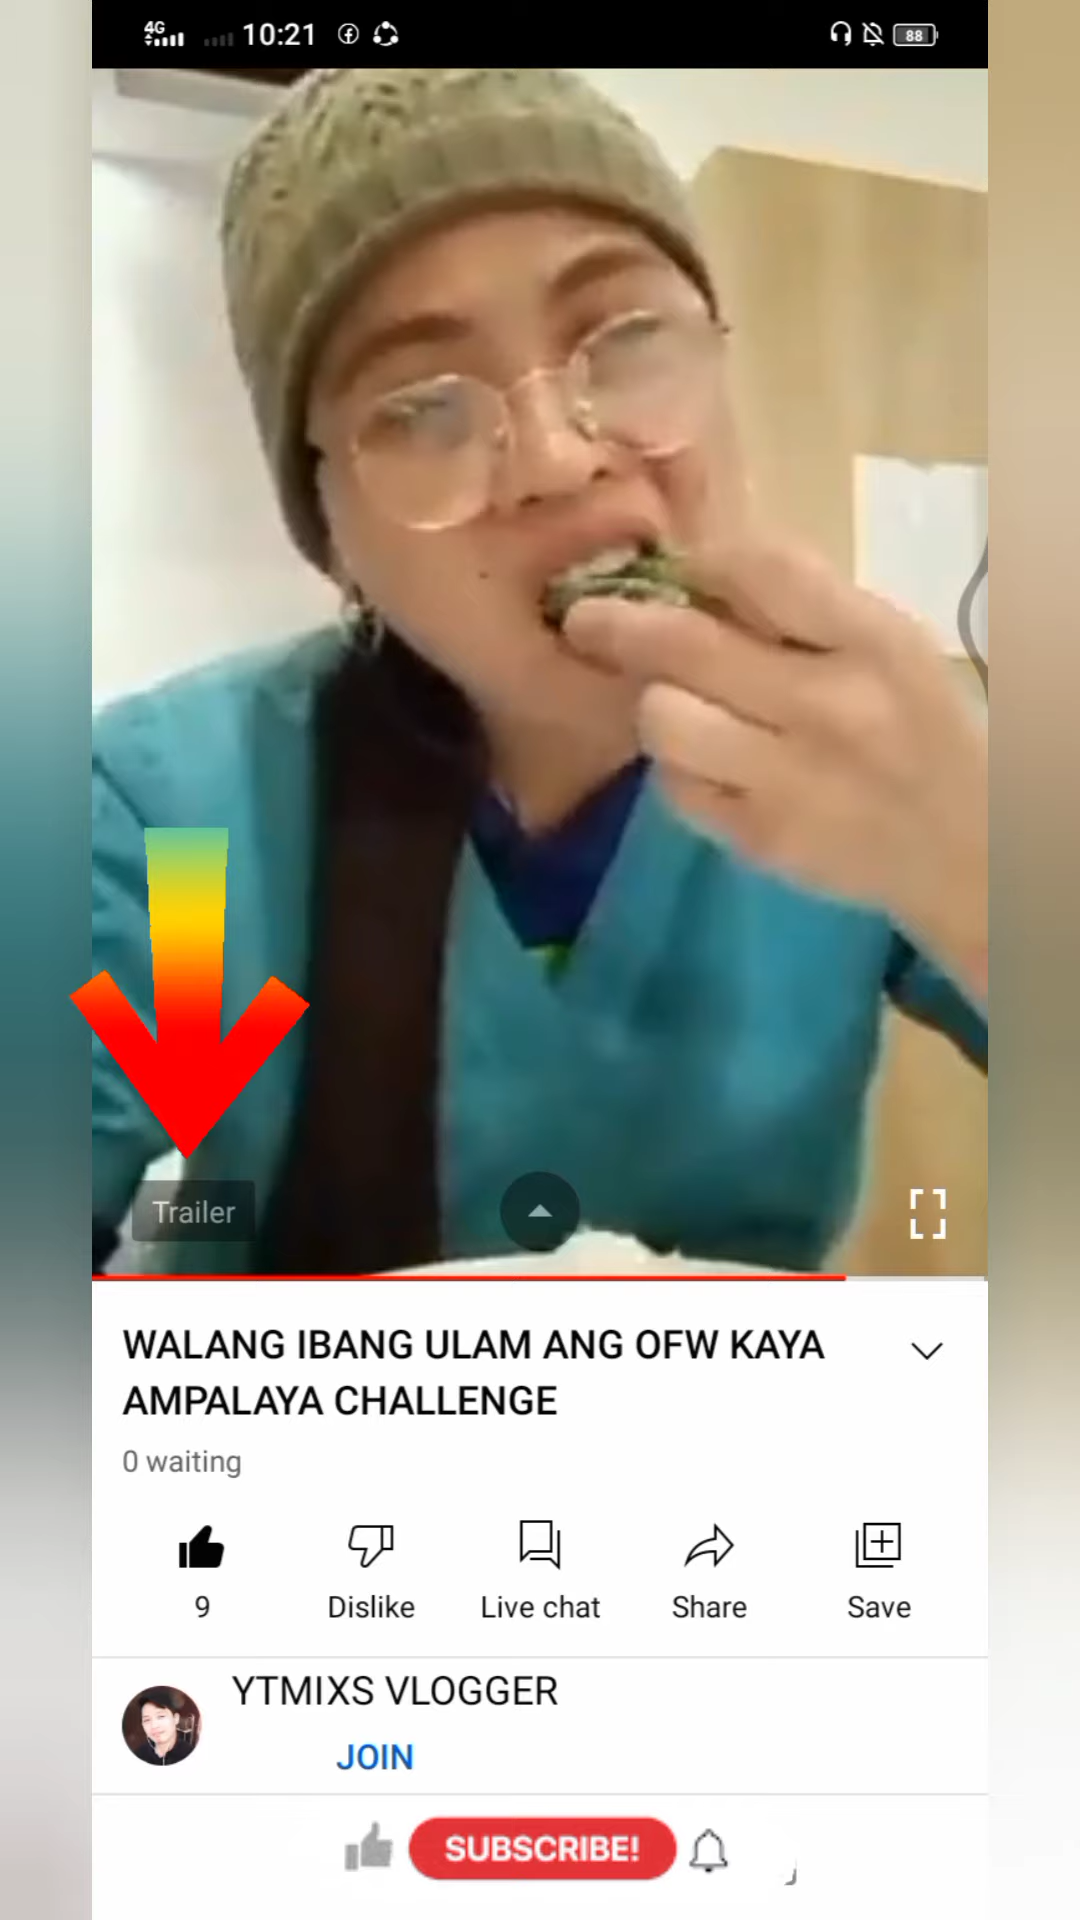 4G 10:21 88
Trailer
WALANG IBANG ULAM ANG OFW KAYA
AMPALAYA CHALLENGE
0 waiting
9 Dislike Live chat Share Save
YTMIXS VLOGGER
JOIN
SUBSCRIBE!